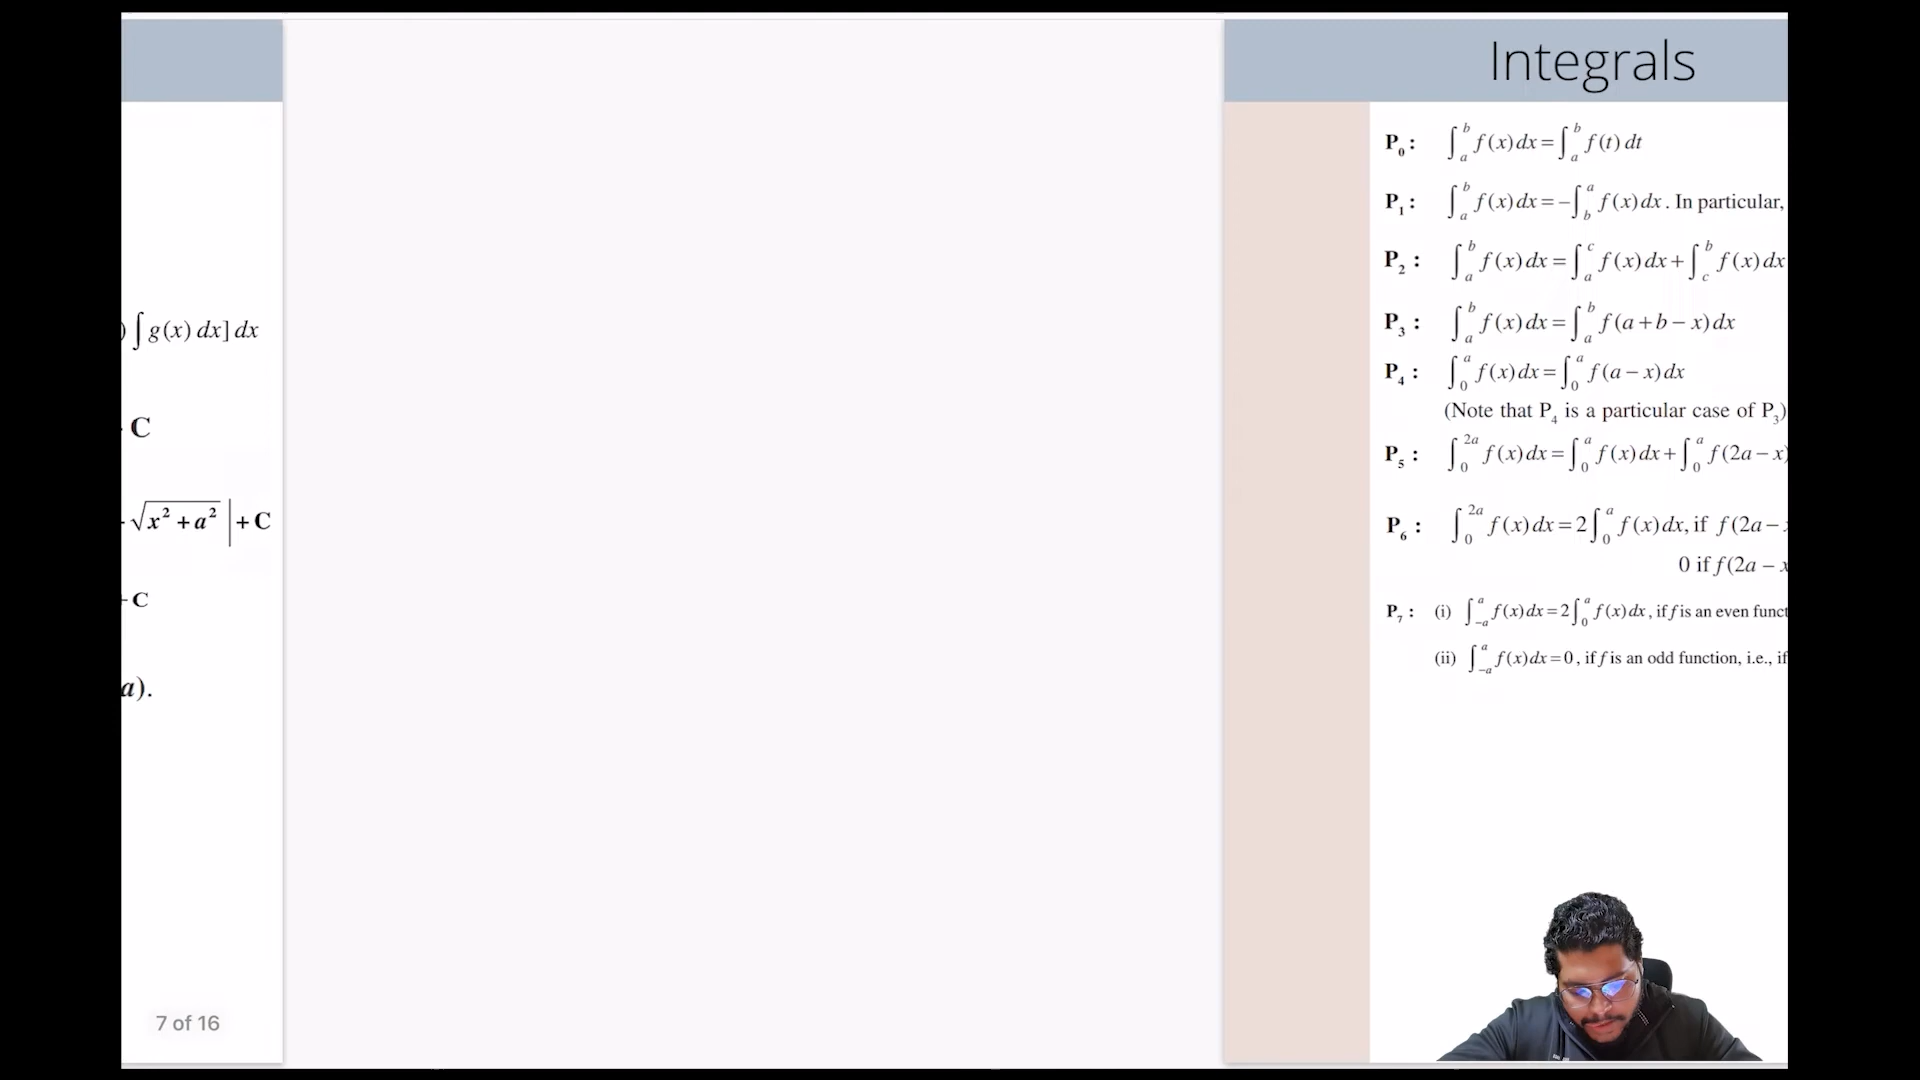 ) ∫ g(x) dx] dx
C
√x² + a² | + C
+ C
a).
7 of 16
Integrals
P₀ : ∫ₐᵇ f(x) dx = ∫ₐᵇ f(t) dt
P₁ : ∫ₐᵇ f(x) dx = −∫_b^a f(x) dx . In particular,
P₂ : ∫ₐᵇ f(x) dx = ∫ₐᶜ f(x) dx + ∫_c^b f(x) dx
P₃ : ∫ₐᵇ f(x) dx = ∫ₐᵇ f(a + b − x) dx
P₄ : ∫₀ᵃ f(x) dx = ∫₀ᵃ f(a − x) dx
(Note that P₄ is a particular case of P₃)
P₅ : ∫₀²ᵃ f(x) dx = ∫₀ᵃ f(x) dx + ∫₀ᵃ f(2a − x)
P₆ : ∫₀²ᵃ f(x) dx = 2∫₀ᵃ f(x) dx, if f(2a −
0 if f(2a − x
P₇ : (i) ∫₋ₐᵃ f(x) dx = 2∫₀ᵃ f(x) dx , if f is an even
(ii) ∫₋ₐᵃ f(x) dx = 0 , if f is an odd function, i.e., if